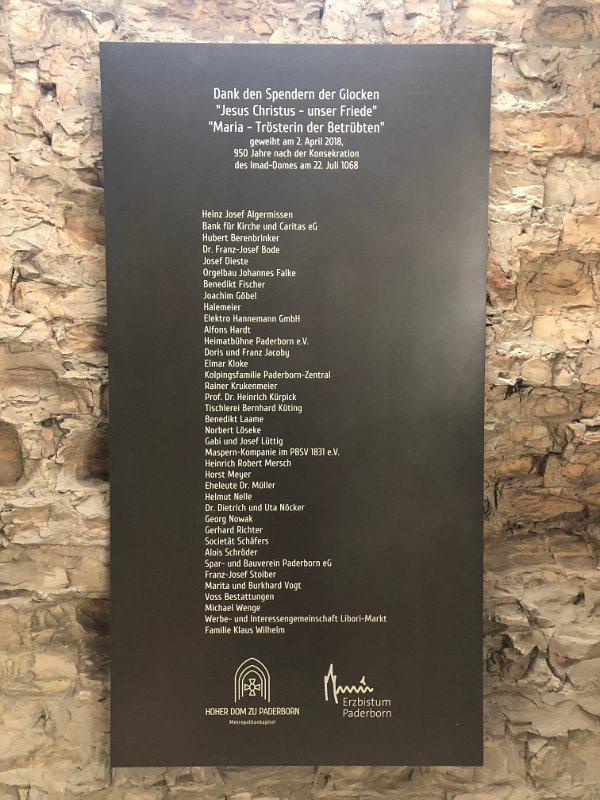 Dank den Spendern der Glocken
"Jesus Christus - unser Friede"
"Maria - Trösterin der Betrübten"
geweiht am 2. April 2018,
950 Jahre nach der Konsekration
des Imad-Domes am 22. Juli 1068
Heinz Josef Algermissen
Bank für Kirche und Caritas eG
Hubert Berenbrinker
Dr. Franz-Josef Bode
Josef Dieste
Orgelbau Johannes Falke
Benedikt Fischer
Joachim Göbel
Halemeier
Elektro Hannemann GmbH
Alfons Hardt
Heimatbühne Paderborn e.V.
Doris und Franz Jacoby
Elmar Kloke
Kolpingsfamilie Paderborn-Zentral
Rainer Krukenmeier
Prof. Dr. Heinrich Kürpick
Tischlerei Bernhard Küting
Benedikt Laame
Norbert Löseke
Gabi und Josef Lüttig
Maspern-Kompanie im PBSV 1831 e.V.
Heinrich Robert Mersch
Horst Meyer
Eheleute Dr. Müller
Helmut Nelle
Dr. Dietrich und Uta Nöcker
Georg Nowak
Gerhard Richter
Societät Schäfers
Alois Schröder
Spar- und Bauverein Paderborn eG
Franz-Josef Stoiber
Marita und Burkhard Vogt
Voss Bestattungen
Michael Wenge
Werbe- und Interessengemeinschaft Libori-Markt
Familie Klaus Wilhelm
HOHER DOM ZU PADERBORN
Metropolitankapitel
Erzbistum
Paderborn